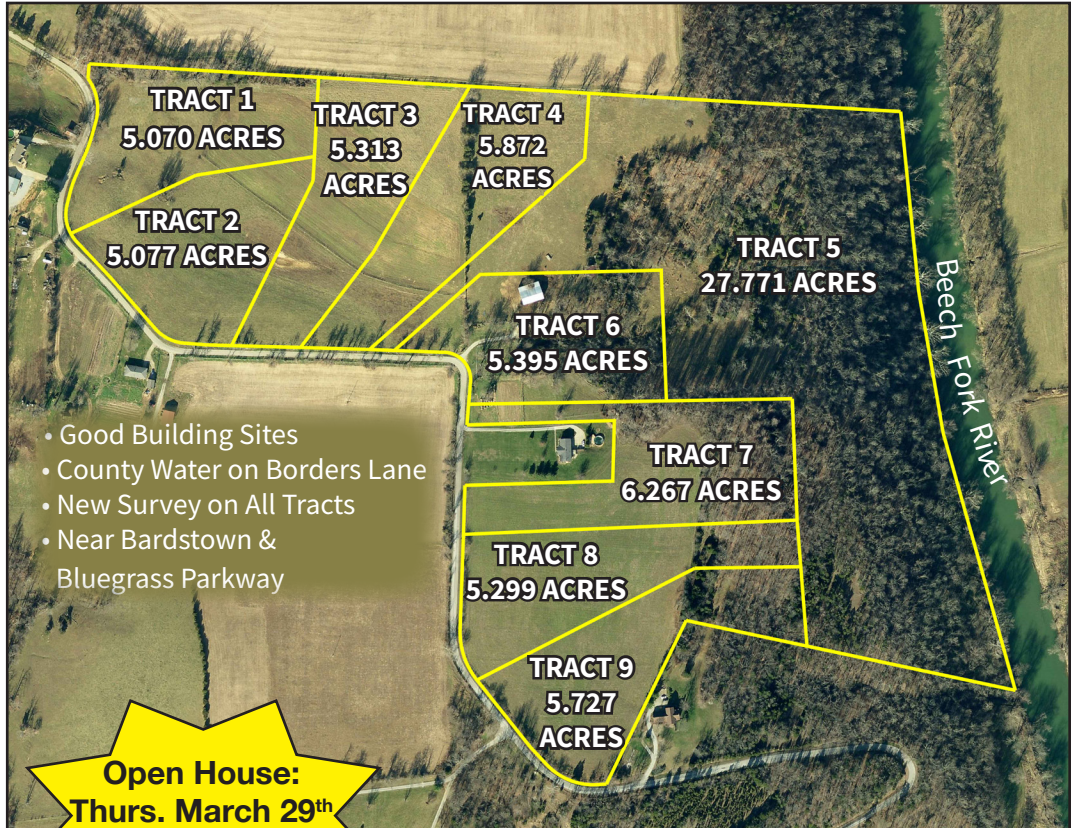 TRACT 1
5.070 ACRES
TRACT 2
5.077 ACRES
TRACT 3
5.313
ACRES
TRACT 4
5.872
ACRES
TRACT 5
27.771 ACRES
TRACT 6
5.395 ACRES
TRACT 7
6.267 ACRES
TRACT 8
5.299 ACRES
TRACT 9
5.727
ACRES
Beech Fork River
• Good Building Sites
• County Water on Borders Lane
• New Survey on All Tracts
• Near Bardstown &
Bluegrass Parkway
Open House:
Thurs. March 29th